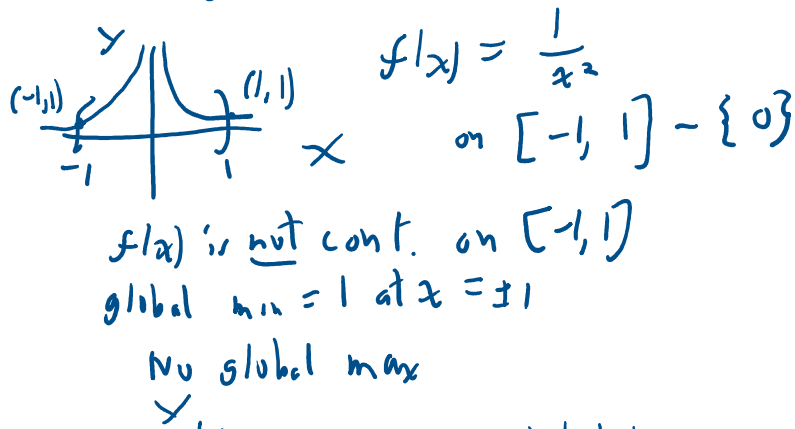 y
f(x) = 1/x²
(-1,1) (1, 1)
on [-1, 1] - {0}
-1 1 x
f(x) is not cont. on [-1, 1]
global min = 1 at x = ±1
No global max
y